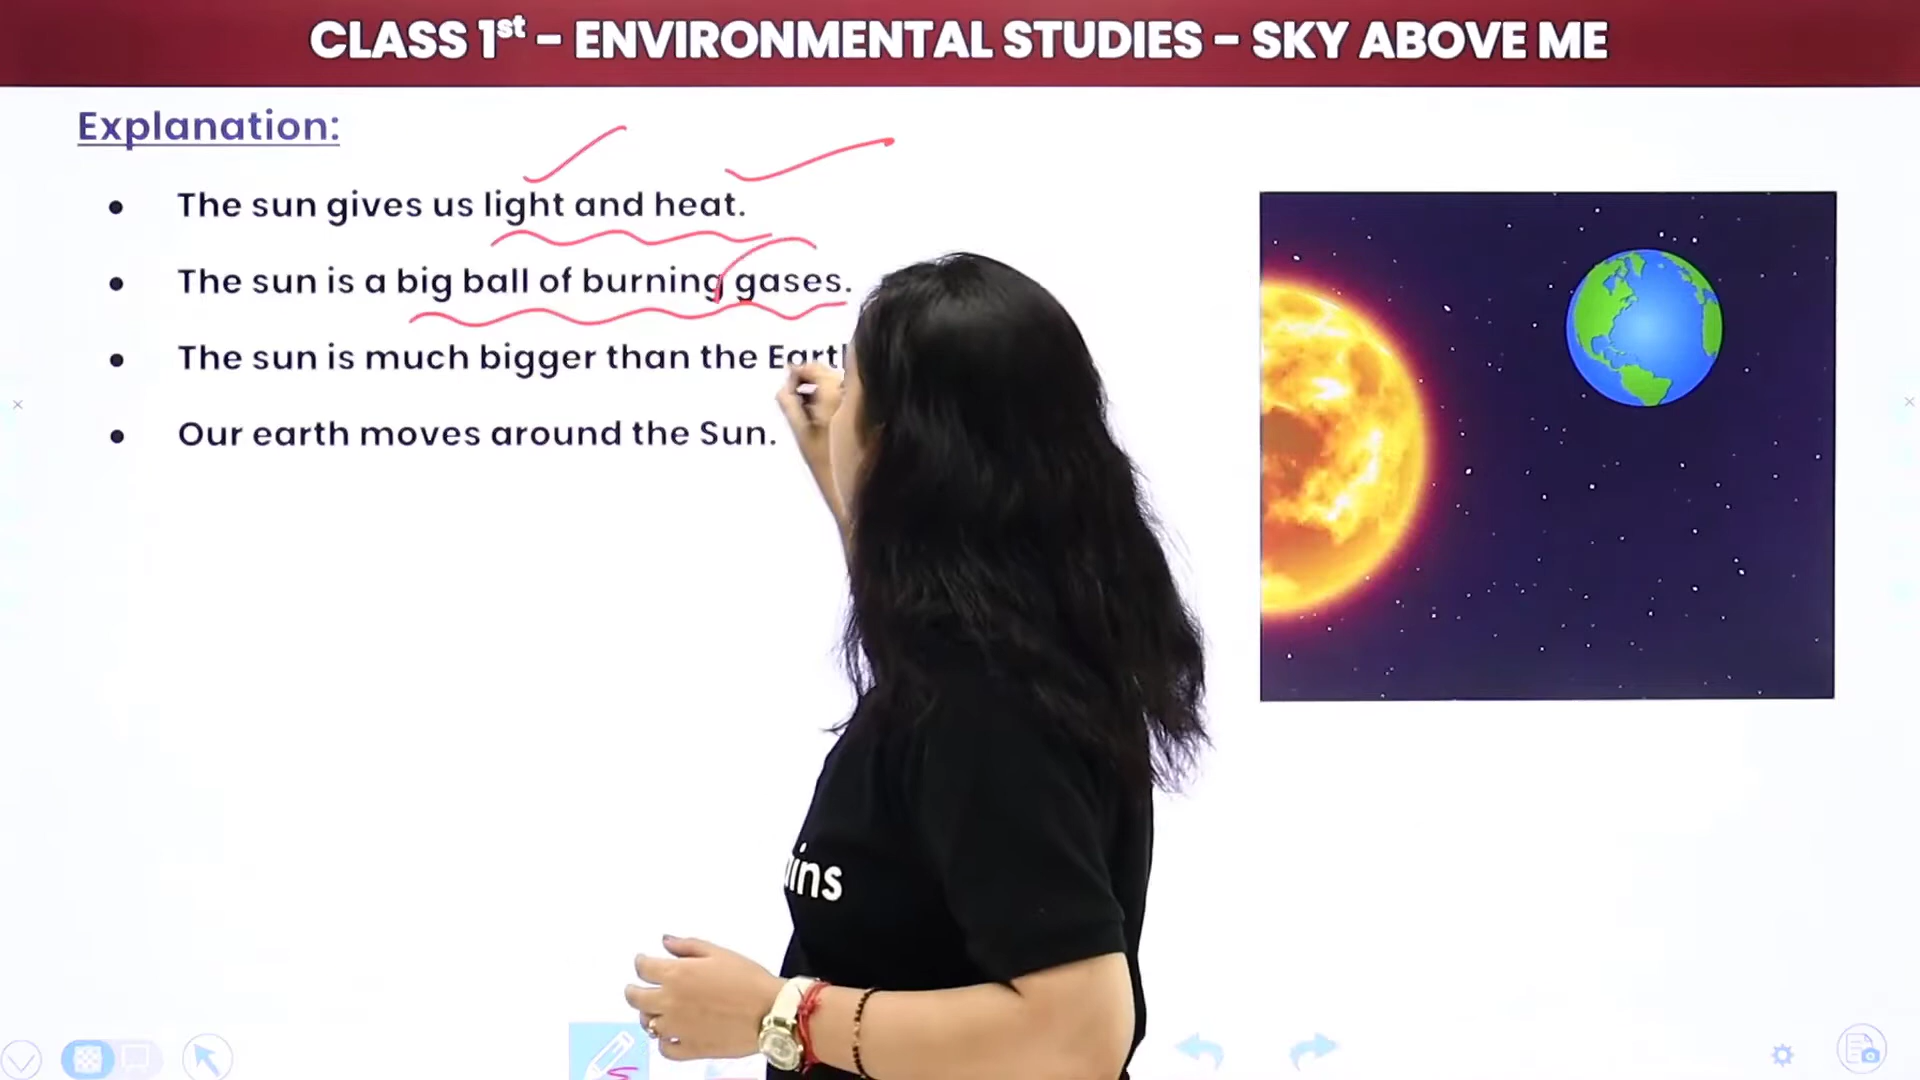 CLASS 1st – ENVIRONMENTAL STUDIES – SKY ABOVE ME
Explanation:
• The sun gives us light and heat.
• The sun is a big ball of burning gases.
• The sun is much bigger than the
• Our earth moves around the Sun.